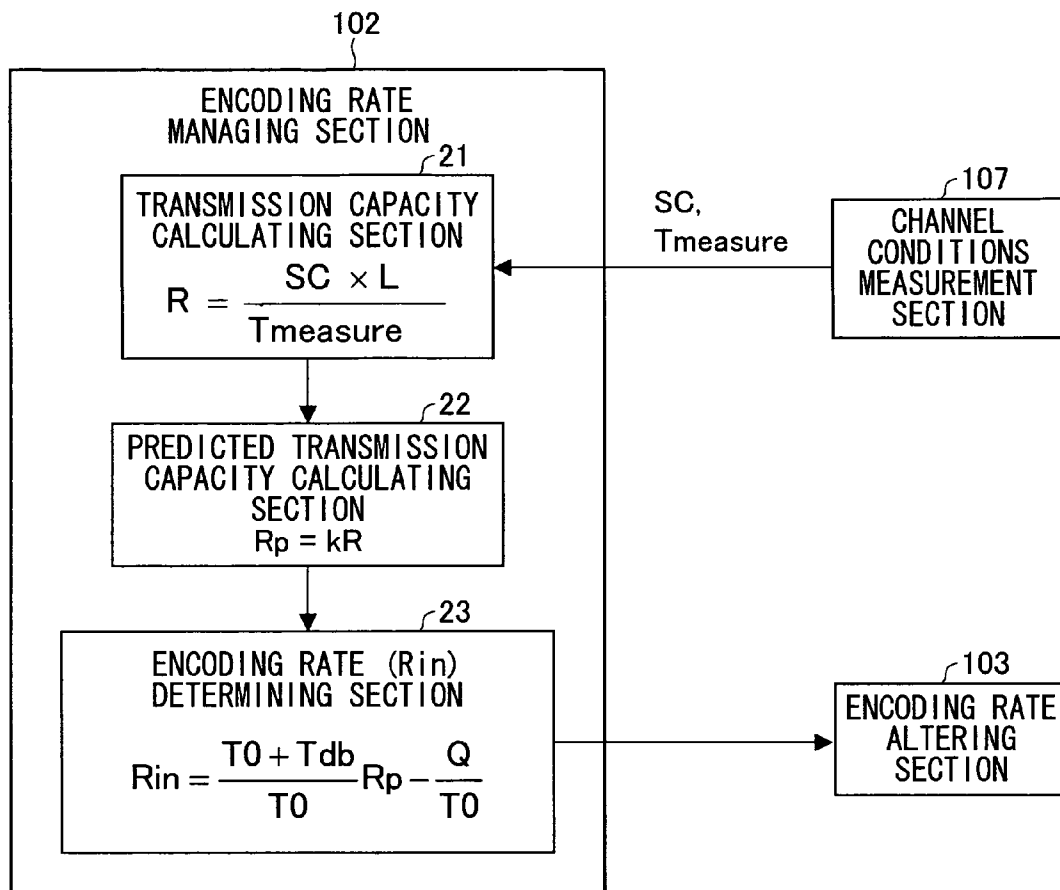 102
ENCODING RATE
MANAGING SECTION
21
TRANSMISSION CAPACITY
CALCULATING SECTION
R = SC × L / Tmeasure
SC,
Tmeasure
107
CHANNEL
CONDITIONS
MEASUREMENT
SECTION
22
PREDICTED TRANSMISSION
CAPACITY CALCULATING
SECTION
Rp = kR
23
ENCODING RATE (Rin)
DETERMINING SECTION
Rin = T0 + Tdb / T0 Rp - Q / T0
103
ENCODING RATE
ALTERING
SECTION